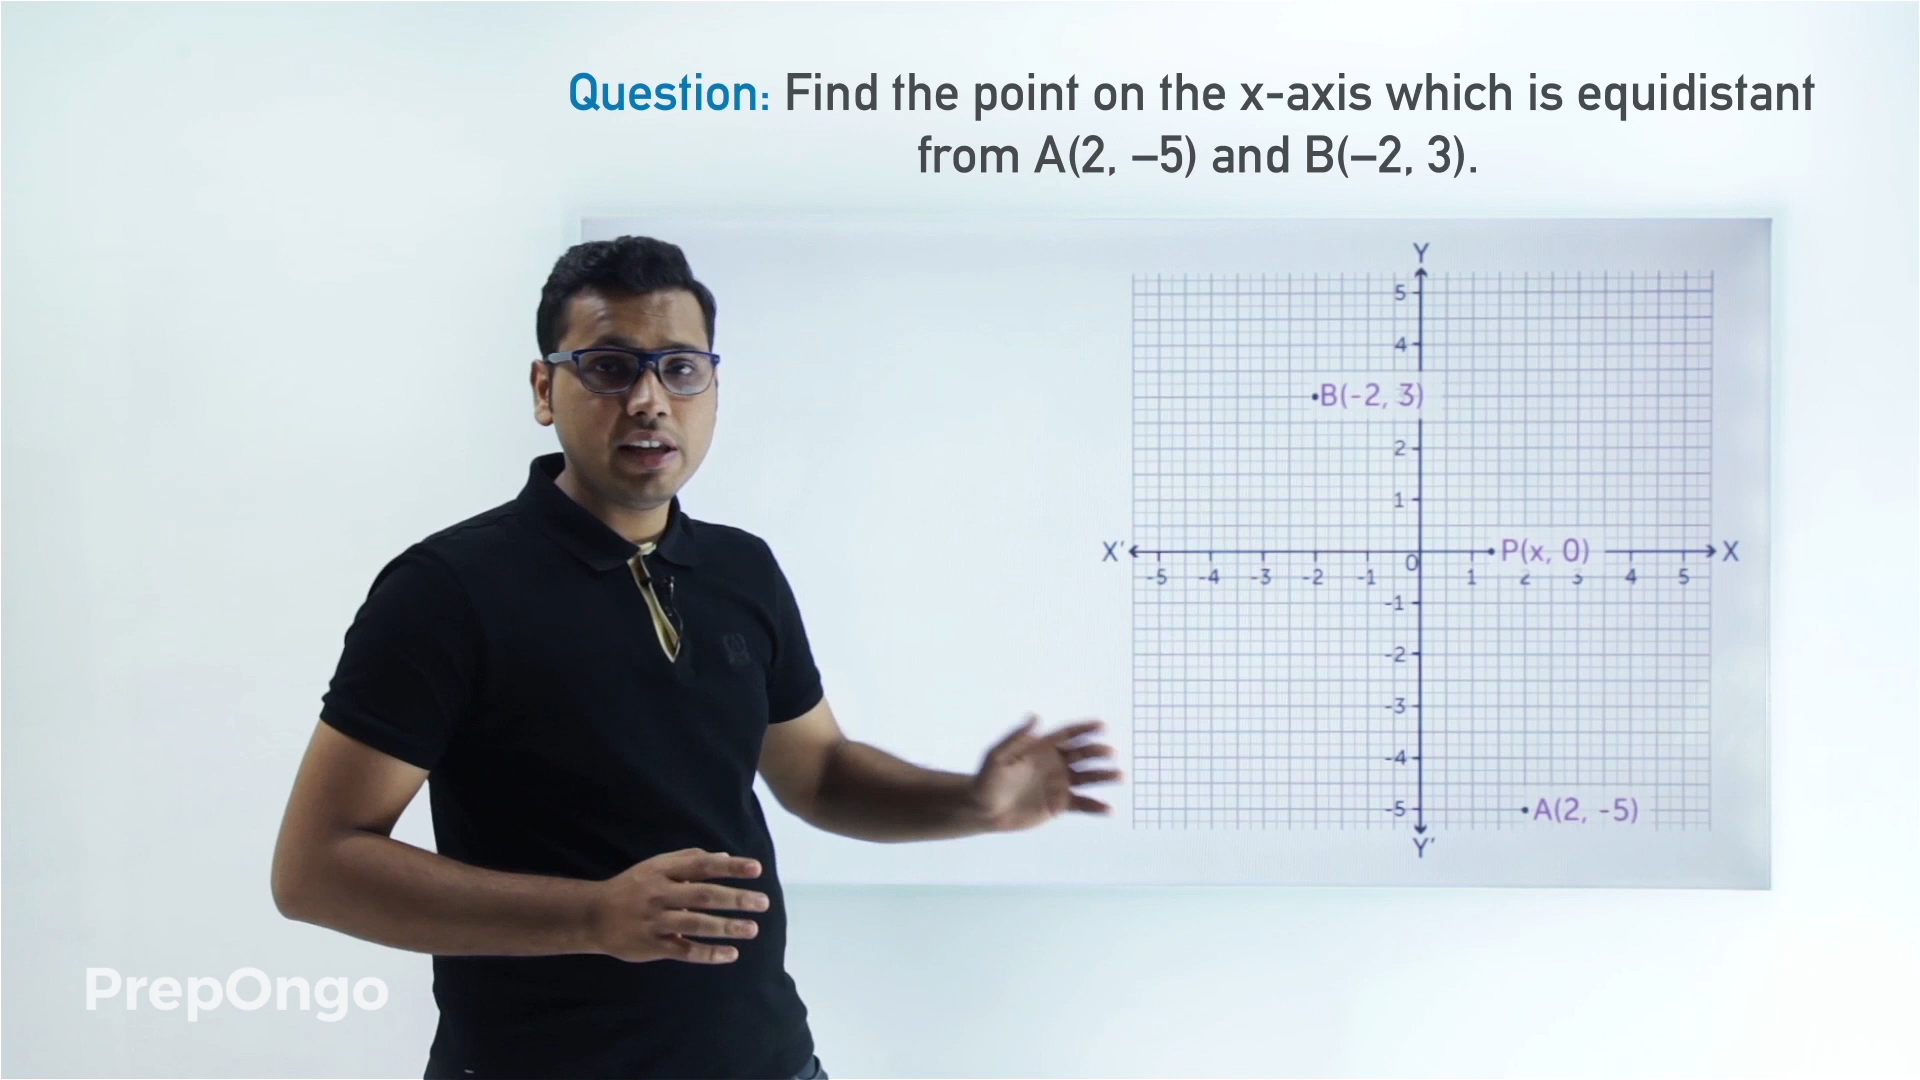 Question: Find the point on the x-axis which is equidistant
from A(2, –5) and B(–2, 3).
Y
5
4
B(-2, 3)
2
1
X' P(x, 0) X
-5 -4 -3 -2 -1 0 1 2 3 4 5
-1
-2
-3
-4
-5 A(2, -5)
Y'
PrepOngo